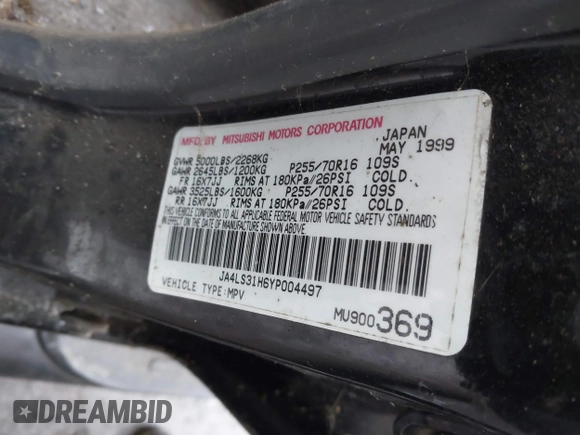 MFD. BY MITSUBISHI MOTORS CORPORATION JAPAN
MAY 1999
GVWR 5000LBS/2268KG
GAWR 2645LBS/1200KG P255/70R16 109S
FR 16X7JJ RIMS AT 180KPa//26PSI COLD.
GAWR 3525LBS/1600KG P255/70R16 109S
RR 16X7JJ RIMS AT 180KPa//26PSI COLD.
THIS VEHICLE CONFORMS TO ALL APPLICABLE FEDERAL MOTOR VEHICLE SAFETY STANDARDS
IN EFFECT ON THE DATE OF MANUFACTURE SHOWN ABOVE.
JA4LS31H6YP004497
VEHICLE TYPE:MPV
MU900369
DREAMBID